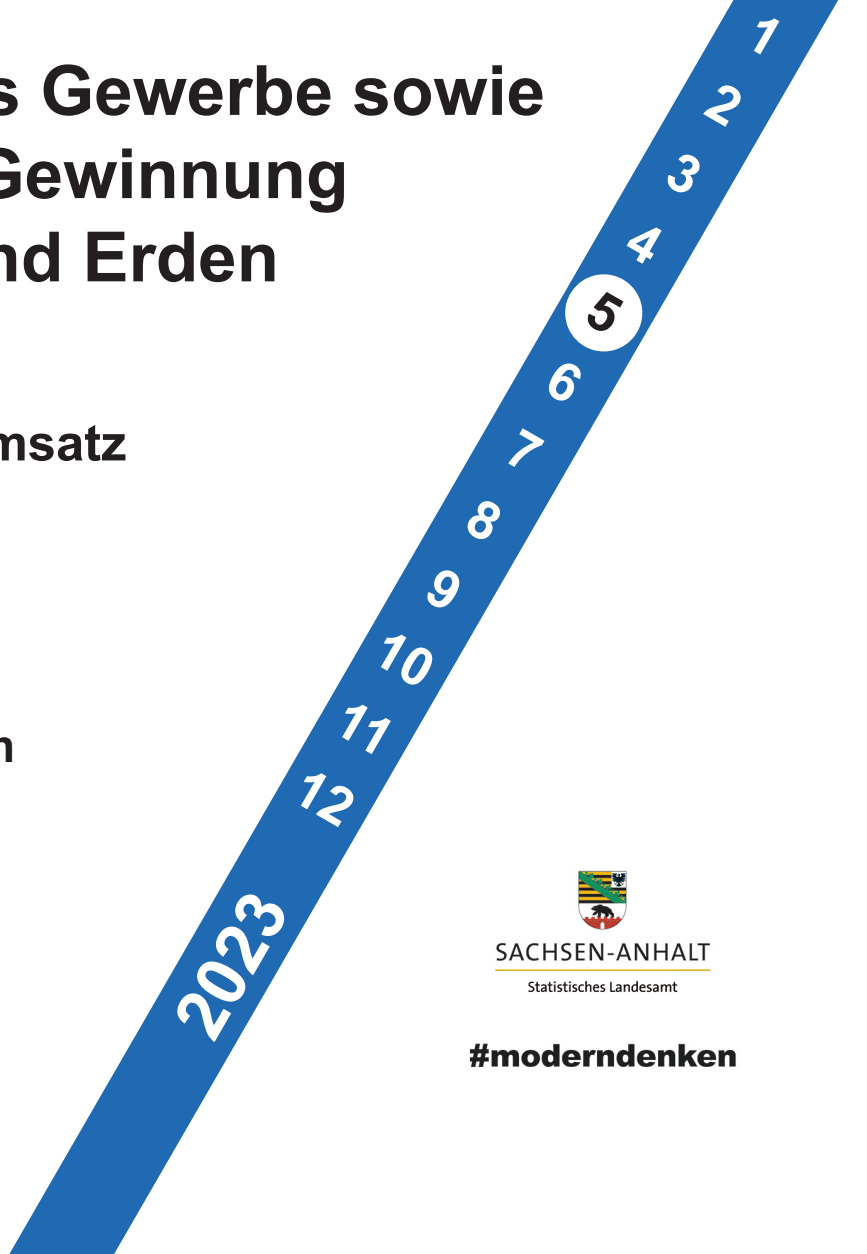 s Gewerbe sowie
Gewinnung
nd Erden
msatz
n
1
2
3
4
5
6
7
8
9
10
11
12
2023
SACHSEN-ANHALT
Statistisches Landesamt
#moderndenken